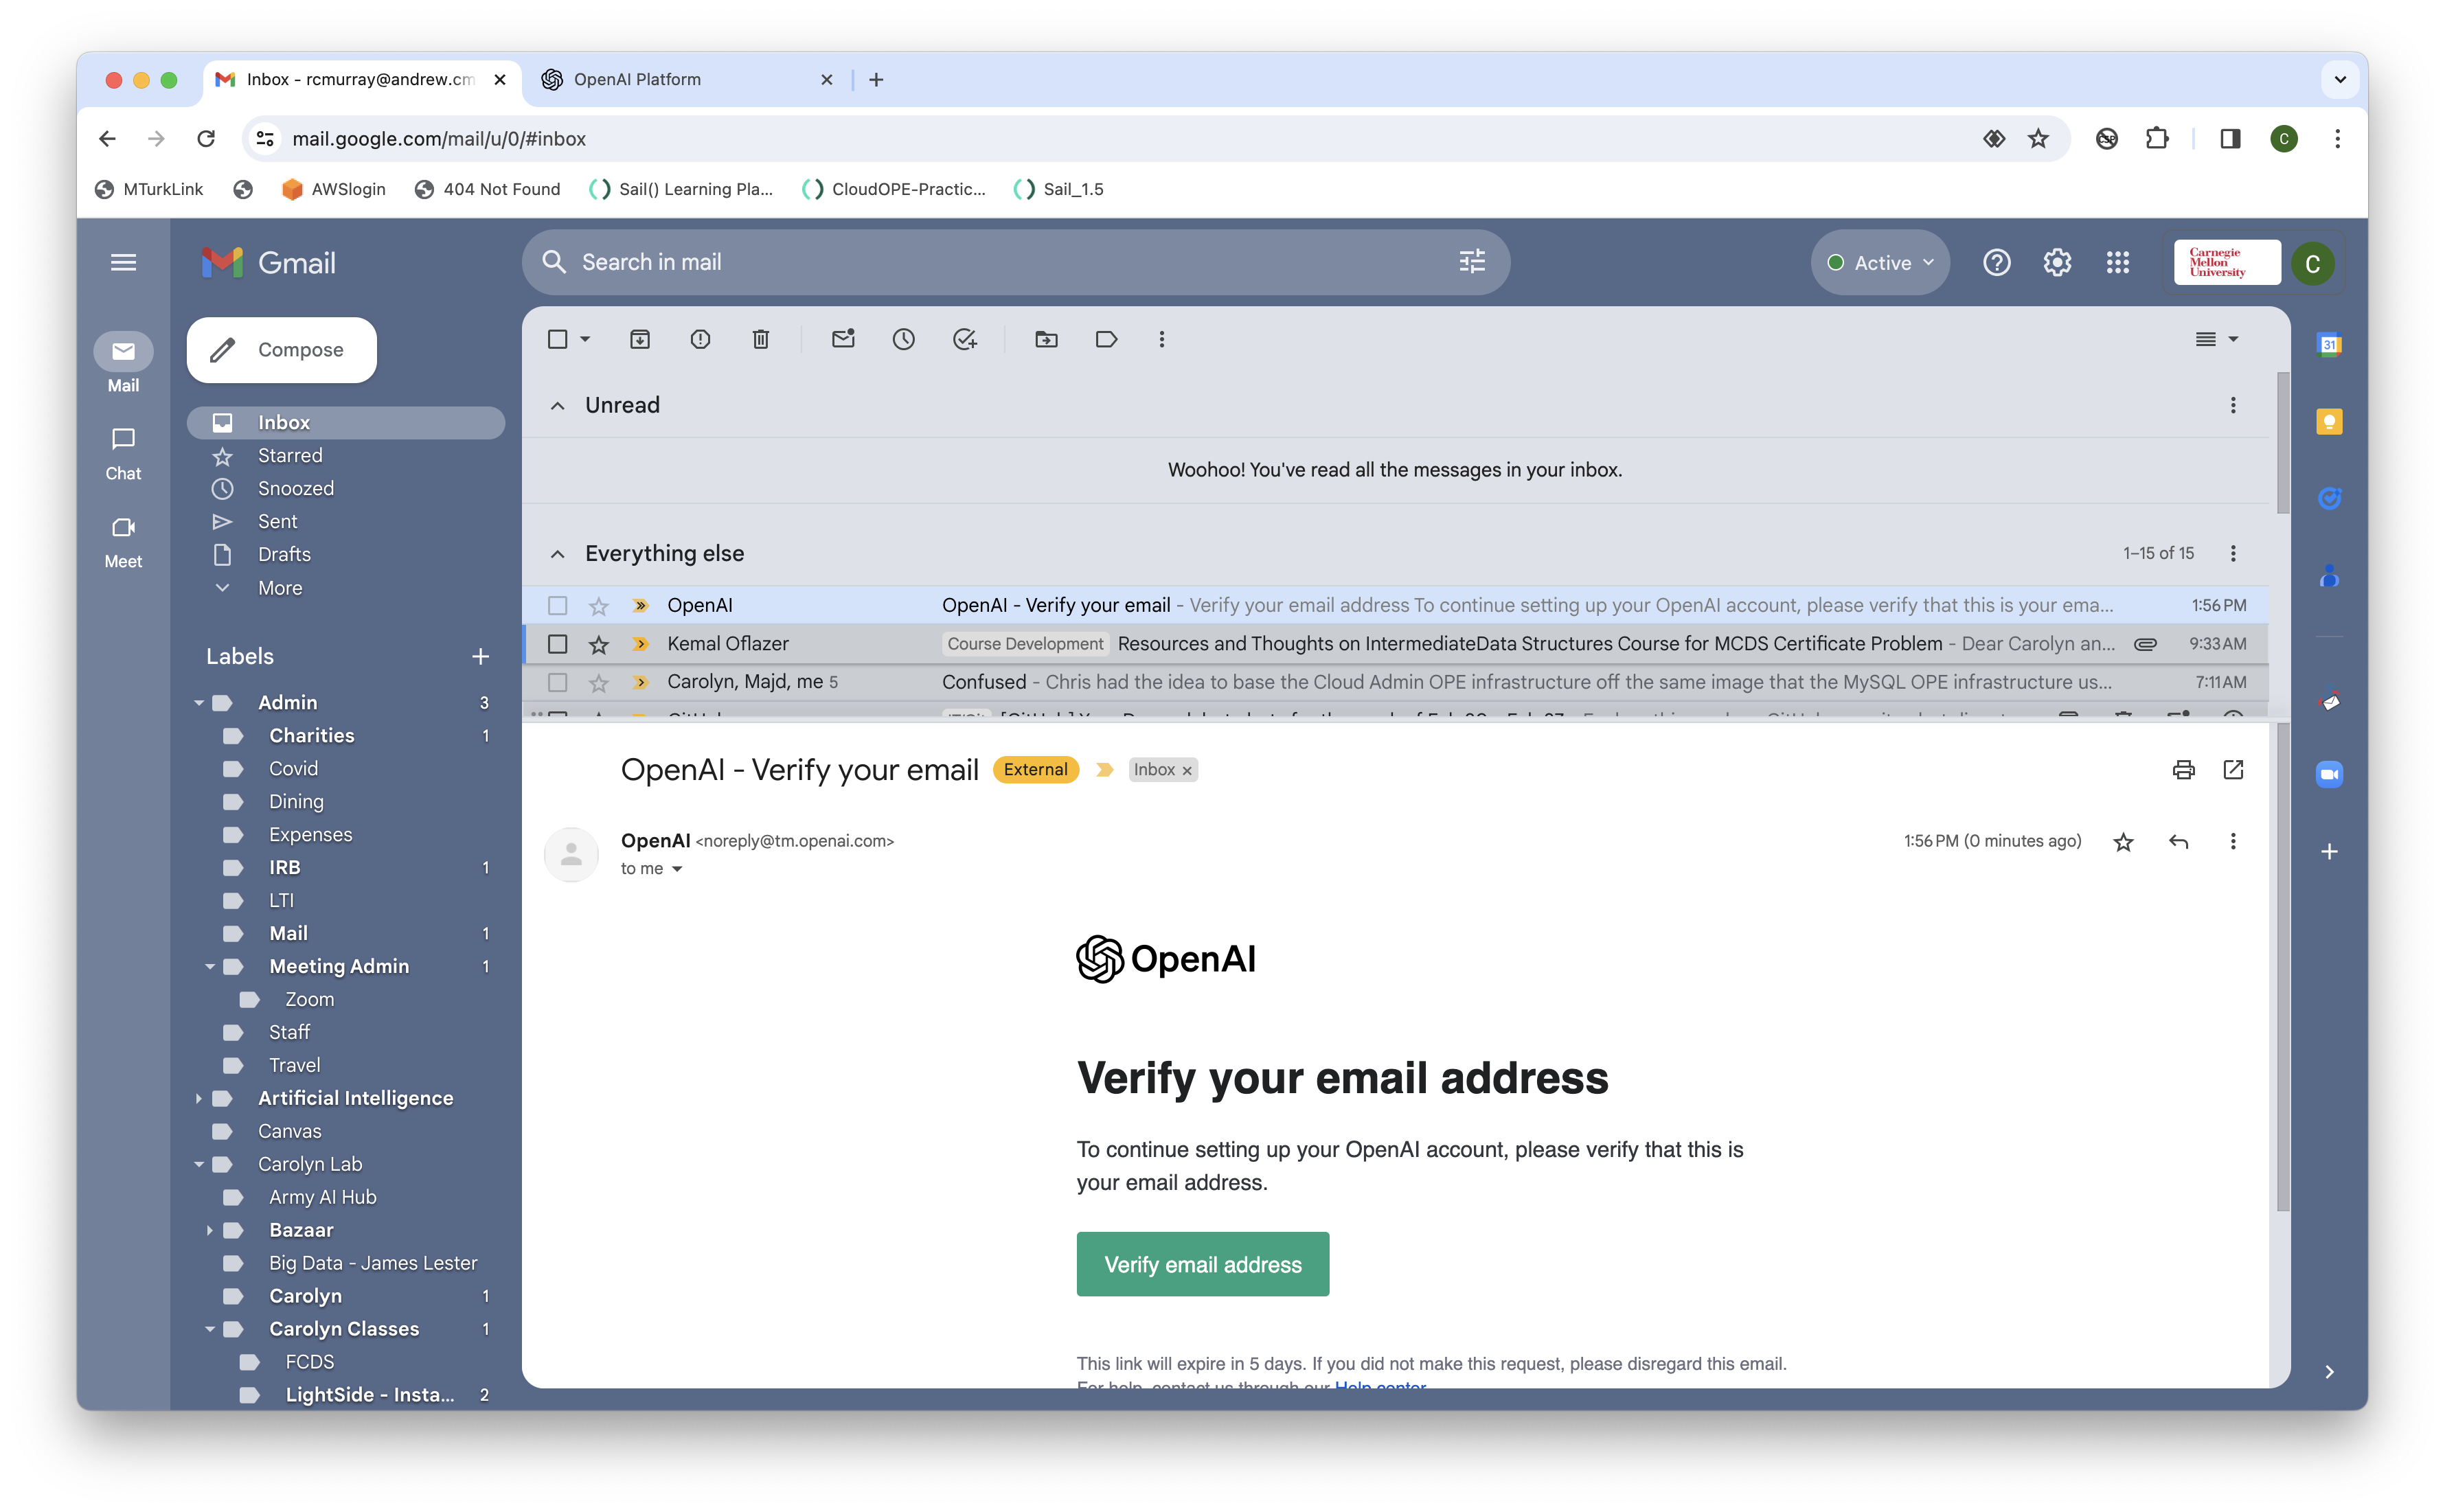 Inbox - rcmurray@andrew.cm
OpenAI Platform
mail.google.com/mail/u/0/#inbox
C
MTurkLink
AWSlogin
404 Not Found
Sail() Learning Pla...
CloudOPE-Practic...
Sail_1.5
Gmail
Search in mail
Active
Carnegie
Mellon
University
C
Mail
Chat
Meet
Compose
Inbox
Starred
Snoozed
Sent
Drafts
More
Labels
Admin 3
Charities 1
Covid
Dining
Expenses
IRB 1
LTI
Mail 1
Meeting Admin 1
Zoom
Staff
Travel
Artificial Intelligence
Canvas
Carolyn Lab
Army AI Hub
Bazaar
Big Data - James Lester
Carolyn 1
Carolyn Classes 1
FCDS
LightSide - Insta... 2
Unread
Woohoo! You've read all the messages in your inbox.
Everything else 1–15 of 15
OpenAI OpenAI - Verify your email - Verify your email address To continue setting up your OpenAI account, please verify that this is your ema... 1:56 PM
Kemal Oflazer Course Development Resources and Thoughts on IntermediateData Structures Course for MCDS Certificate Problem - Dear Carolyn an... 9:33 AM
Carolyn, Majd, me 5 Confused - Chris had the idea to base the Cloud Admin OPE infrastructure off the same image that the MySQL OPE infrastructure us... 7:11 AM
OpenAI - Verify your email External Inbox ×
OpenAI <noreply@tm.openai.com> 1:56 PM (0 minutes ago)
to me
OpenAI
Verify your email address
To continue setting up your OpenAI account, please verify that this is
your email address.
Verify email address
This link will expire in 5 days. If you did not make this request, please disregard this email.
For help, contact us through our Help center
31